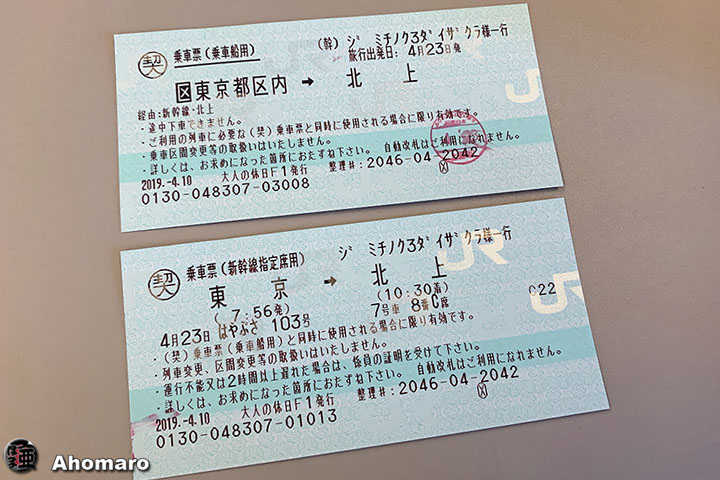 契 乗車票(乗車船用) (幹) ジ ミチノク3ダイザクラ様一行
旅行出発日: 4月23日発
区東京都区内 → 北上
経由:新幹線・北上
・途中下車できません。
・ご利用の列車に必要な(契)乗車票と同時に使用される場合に限り有効です。
・乗車区間変更等の取扱いはいたしません。
・詳しくは、お求めになった箇所におたずね下さい。 自動改札はご利用になれません。
2019.-4.10 大人の休日F1発行 整理#:2046-04-2042
0130-048307-03008
契 乗車票(新幹線指定席用) ジ ミチノク3ダイザクラ様一行
東京 → 北上
(7:56発) (10:30着) C22
4月23日 はやぶさ 103号 7号車 8番C席
・(契)乗車票(乗車船用)と同時に使用される場合に限り有効です。
・列車変更、区間変更等の取扱いはいたしません。
・運行不能又は2時間以上遅れた場合は、係員の証明を受けて下さい。
・詳しくは、お求めになった箇所におたずね下さい。 自動改札はご利用になれません。
2019.-4.10 大人の休日F1発行 整理#:2046-04-2042
0130-048307-01013
Ahomaro